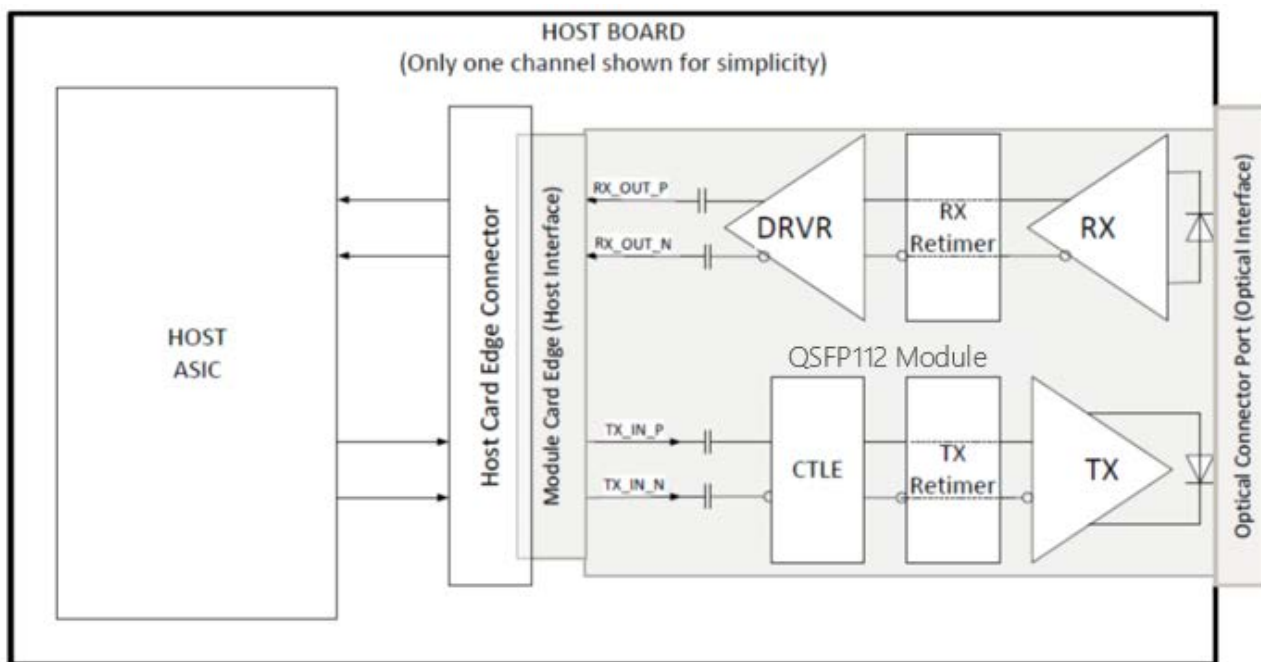 HOST BOARD
(Only one channel shown for simplicity)
HOST
ASIC
Host Card Edge Connector
Module Card Edge (Host Interface)
RX_OUT_P
RX_OUT_N
DRVR
RX
Retimer
RX
QSFP112 Module
TX_IN_P
TX_IN_N
CTLE
TX
Retimer
TX
Optical Connector Port (Optical Interface)